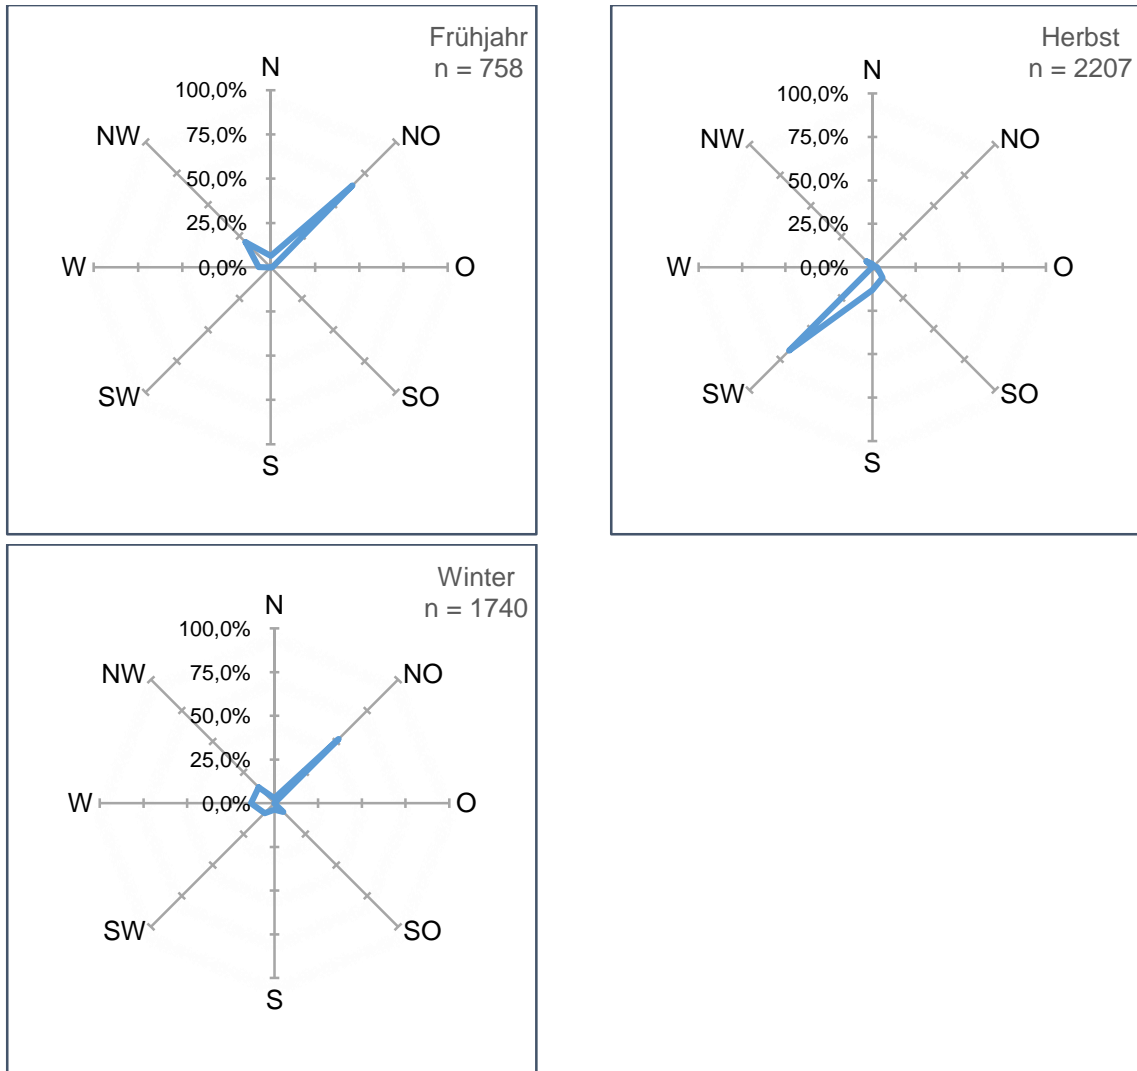 Frühjahr
n = 758
N
100,0%
NW
75,0%
NO
50,0%
25,0%
W
0,0%
O
SW
SO
S
Herbst
n = 2207
N
100,0%
NW
75,0%
NO
50,0%
25,0%
W
0,0%
O
SW
SO
S
Winter
n = 1740
N
100,0%
NW
75,0%
NO
50,0%
25,0%
W
0,0%
O
SW
SO
S